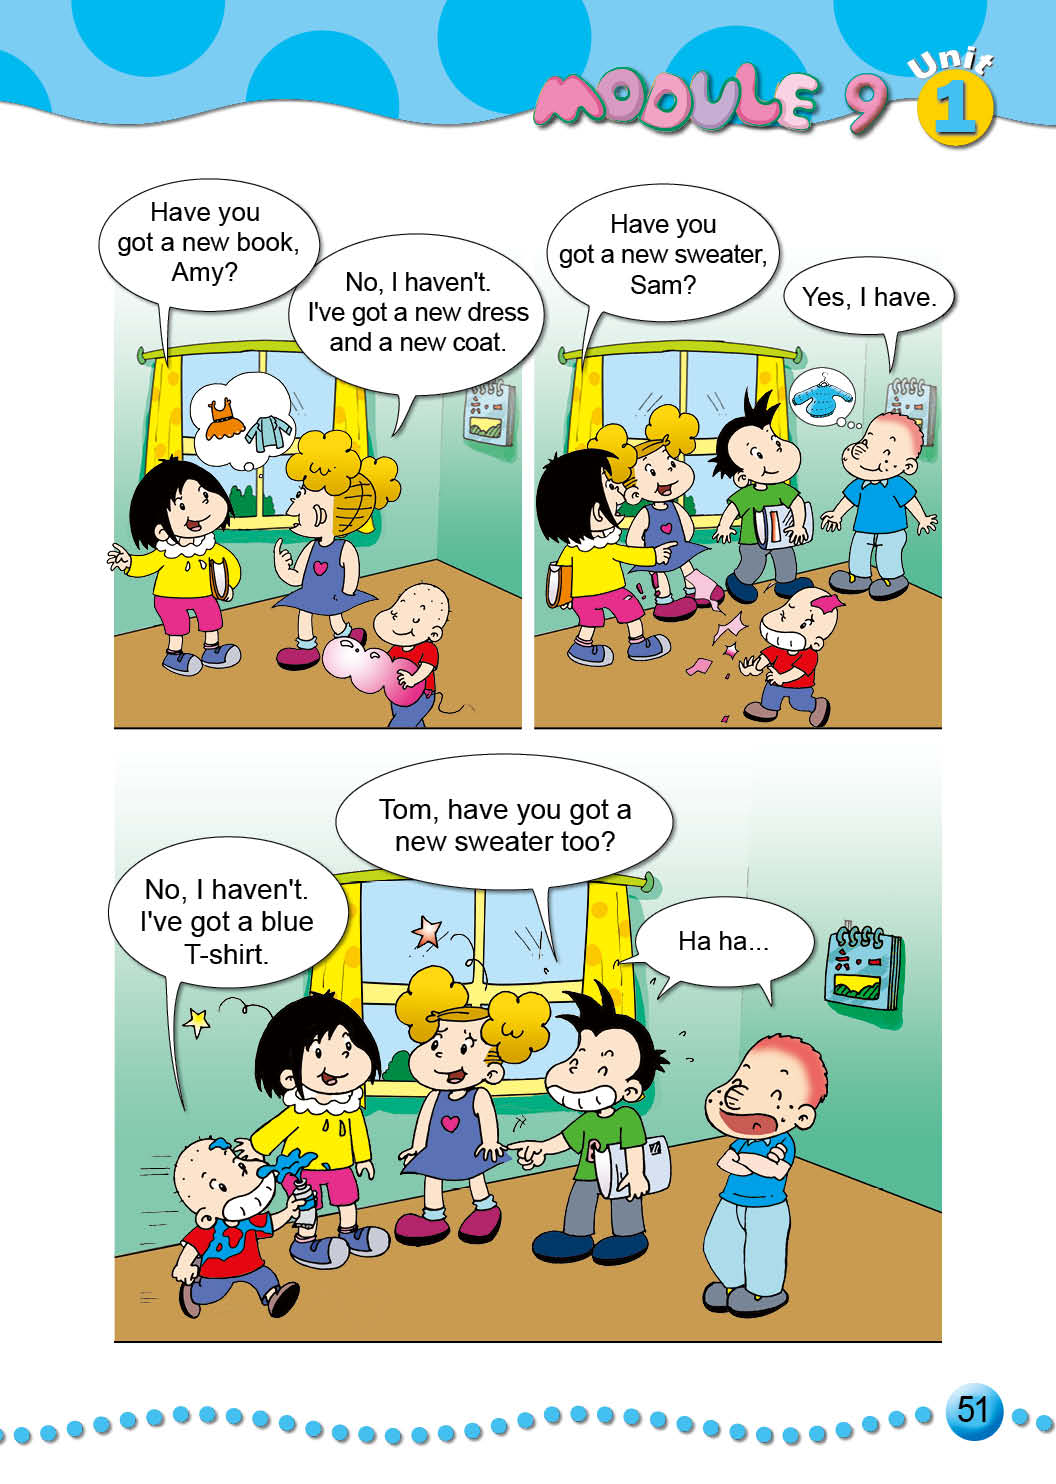 MODULE 9
Unit
1
Have you
got a new book,
Amy?
No, I haven't.
I've got a new dress
and a new coat.
Have you
got a new sweater,
Sam?
Yes, I have.
Tom, have you got a
new sweater too?
No, I haven't.
I've got a blue
T-shirt.
Ha ha...
51